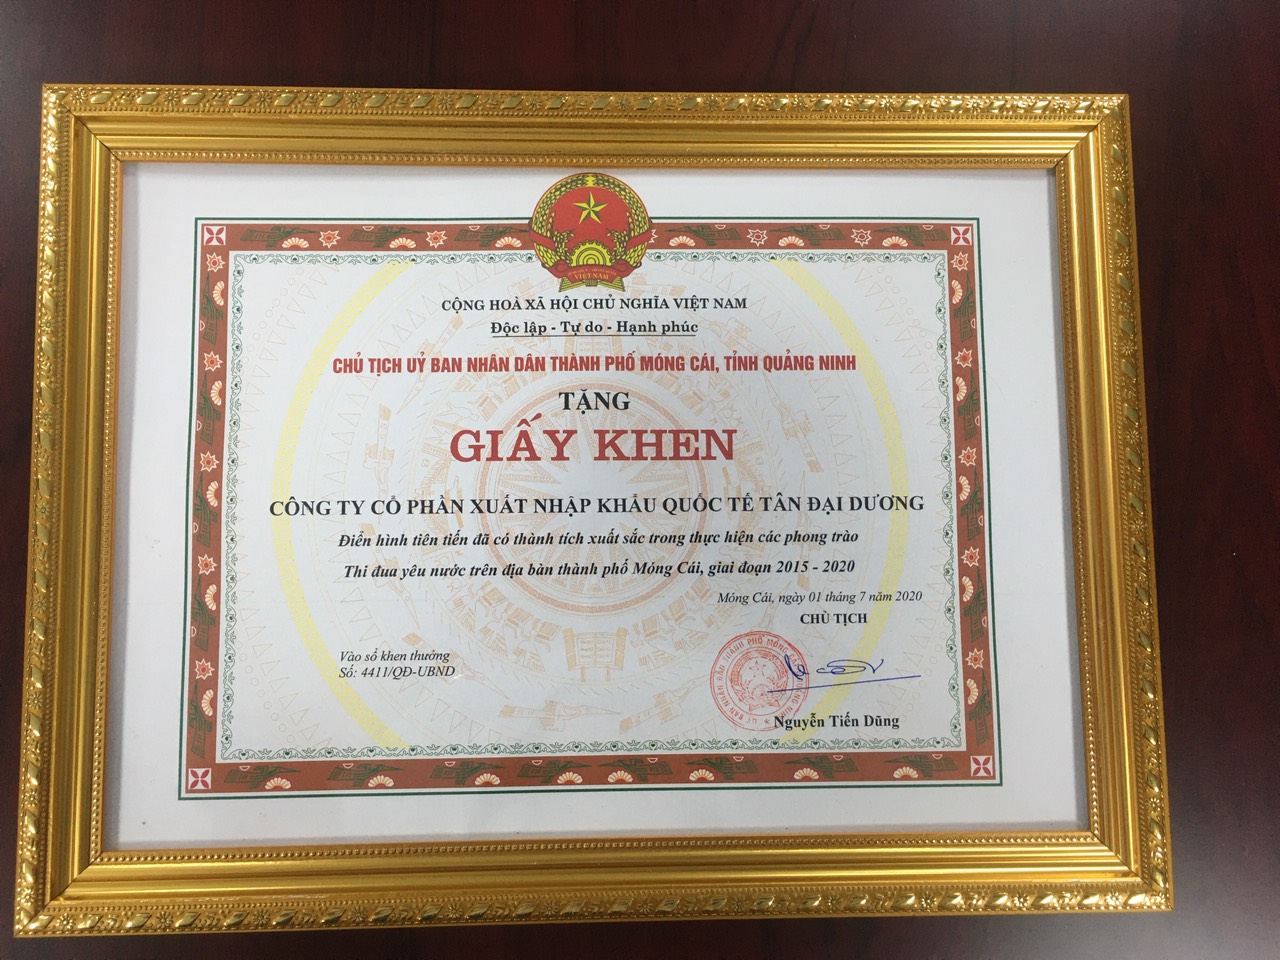 VIỆT NAM
CỘNG HOÀ XÃ HỘI CHỦ NGHĨA VIỆT NAM
Độc lập - Tự do - Hạnh phúc
CHỦ TỊCH UỶ BAN NHÂN DÂN THÀNH PHỐ MÓNG CÁI, TỈNH QUẢNG NINH
TẶNG
GIẤY KHEN
CÔNG TY CỔ PHẦN XUẤT NHẬP KHẨU QUỐC TẾ TÂN ĐẠI DƯƠNG
Điển hình tiên tiến đã có thành tích xuất sắc trong thực hiện các phong trào
Thi đua yêu nước trên địa bàn thành phố Móng Cái, giai đoạn 2015 - 2020
Móng Cái, ngày 01 tháng 7 năm 2020
CHỦ TỊCH
Vào sổ khen thưởng
Số: 4411/QĐ-UBND
Nguyễn Tiến Dũng